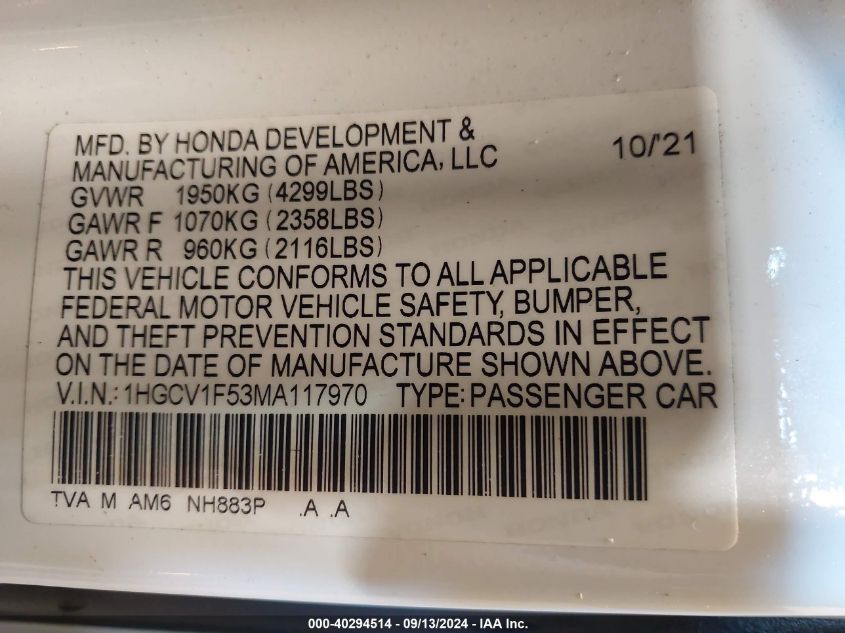 MFD. BY HONDA DEVELOPMENT &
MANUFACTURING OF AMERICA, LLC 10/'21
GVWR 1950KG (4299LBS)
GAWR F 1070KG (2358LBS)
GAWR R 960KG (2116LBS)
THIS VEHICLE CONFORMS TO ALL APPLICABLE
FEDERAL MOTOR VEHICLE SAFETY, BUMPER,
AND THEFT PREVENTION STANDARDS IN EFFECT
ON THE DATE OF MANUFACTURE SHOWN ABOVE.
V.I.N.: 1HGCV1F53MA117970 TYPE: PASSENGER CAR
TVA M AM6 NH883P .A .A
000-40294514 - 09/13/2024 - IAA Inc.